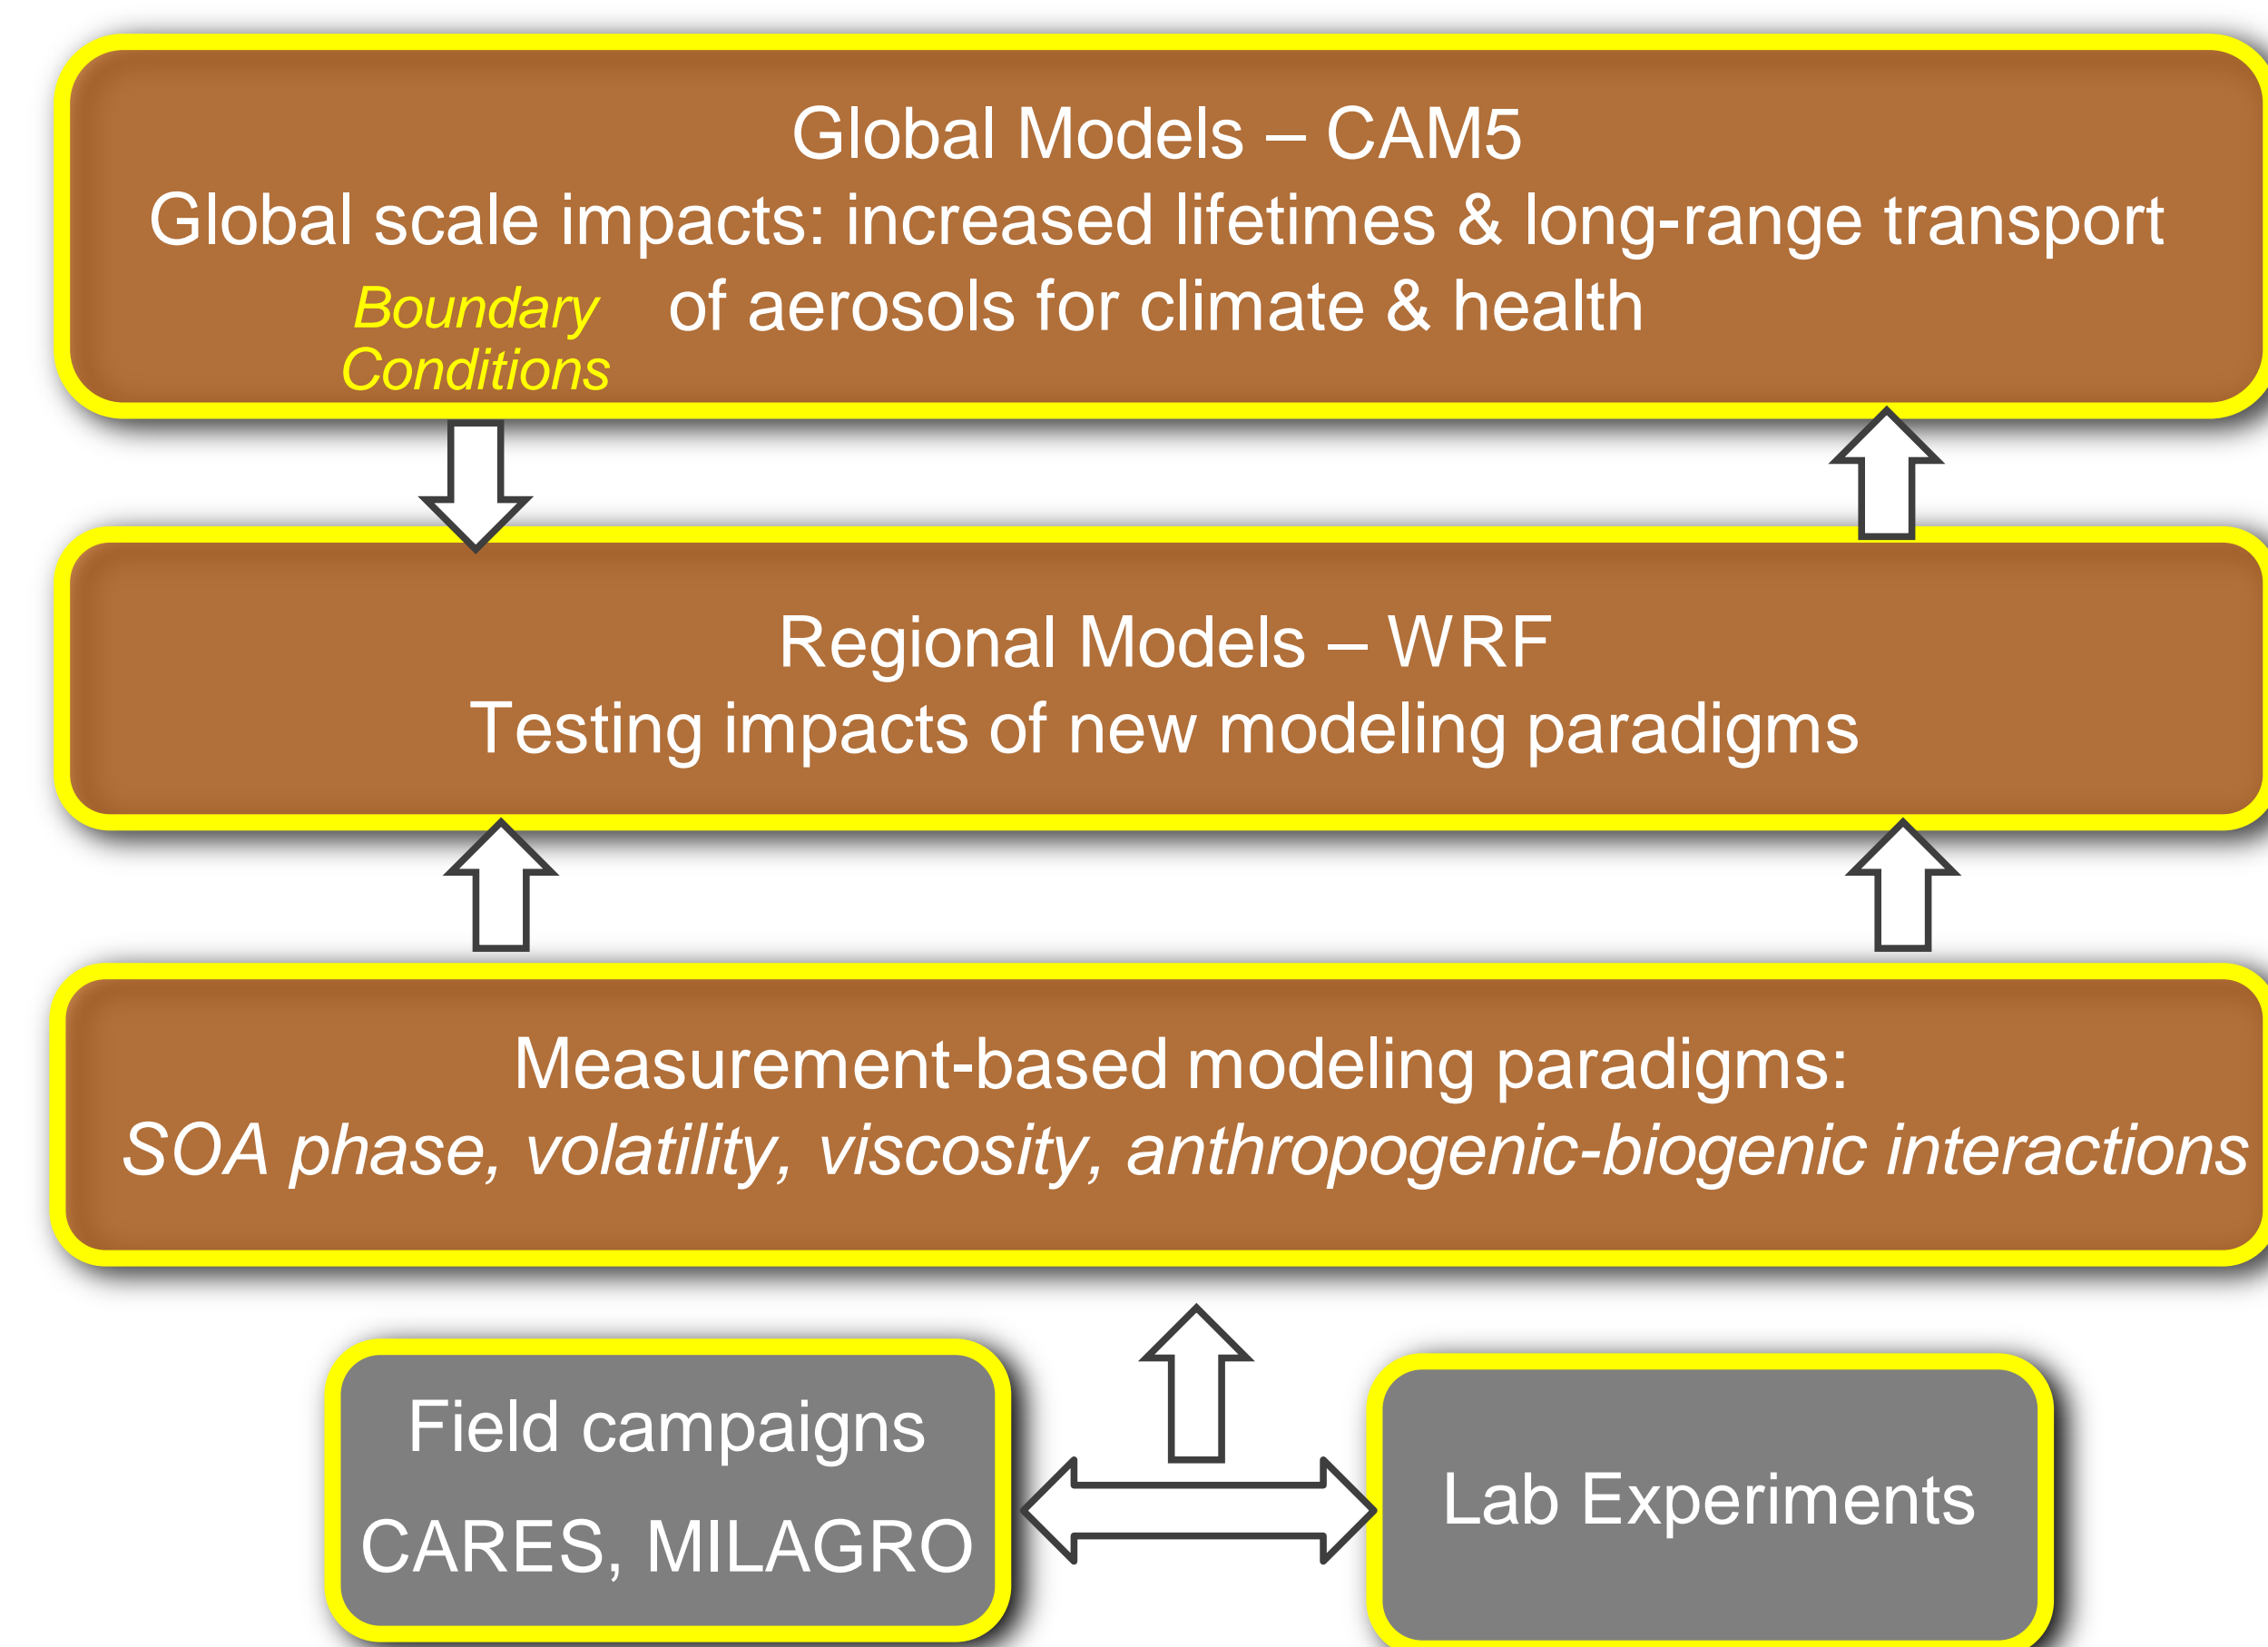 Global Models – CAM5
Global scale impacts: increased lifetimes & long-range transport
of aerosols for climate & health
Boundary
Conditions
Regional Models – WRF
Testing impacts of new modeling paradigms
Measurement-based modeling paradigms:
SOA phase, volatility, viscosity, anthropogenic-biogenic interactions
Field campaigns
CARES, MILAGRO
Lab Experiments